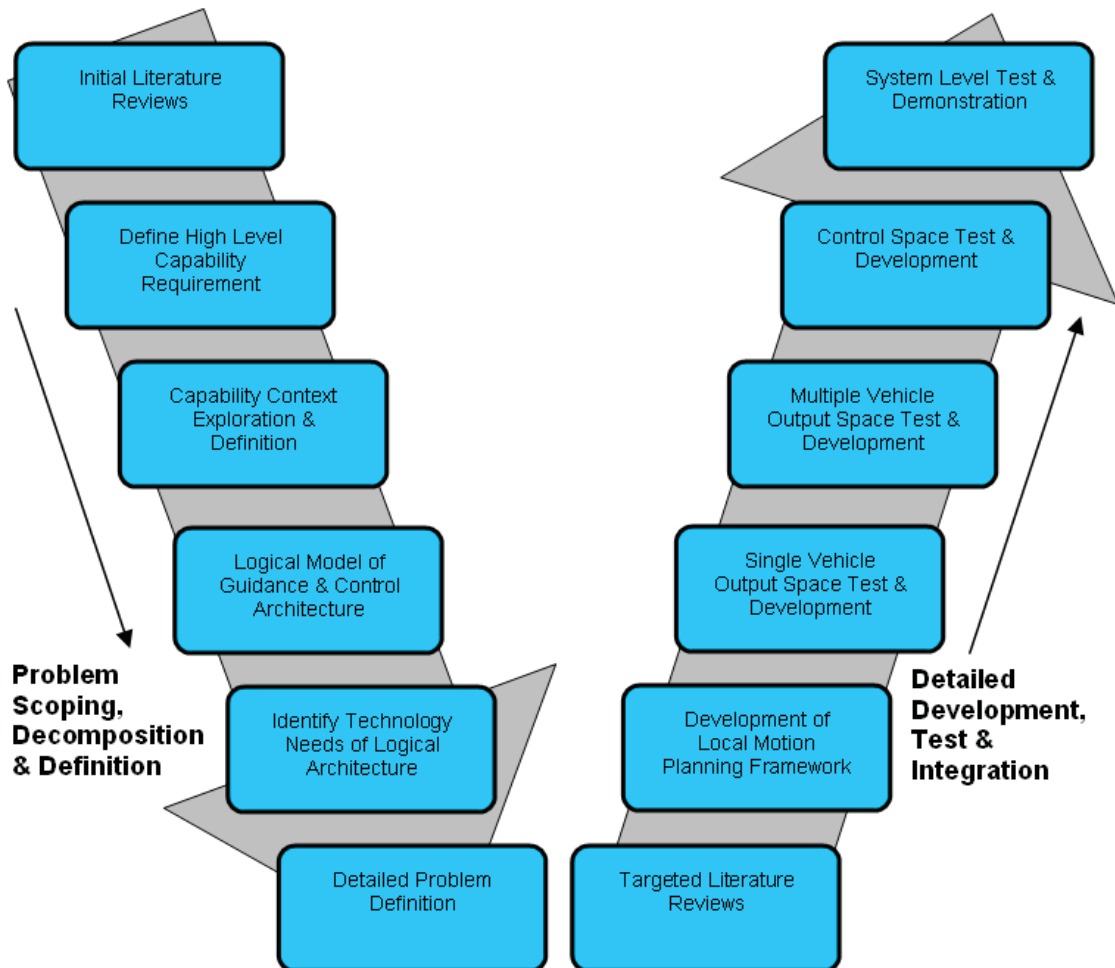 Initial Literature
Reviews
Define High Level
Capability
Requirement
Capability Context
Exploration &
Definition
Logical Model of
Guidance & Control
Architecture
Identify Technology
Needs of Logical
Architecture
Detailed Problem
Definition
Problem
Scoping,
Decomposition
& Definition
System Level Test &
Demonstration
Control Space Test &
Development
Multiple Vehicle
Output Space Test &
Development
Single Vehicle
Output Space Test &
Development
Development of
Local Motion
Planning Framework
Targeted Literature
Reviews
Detailed
Development,
Test &
Integration